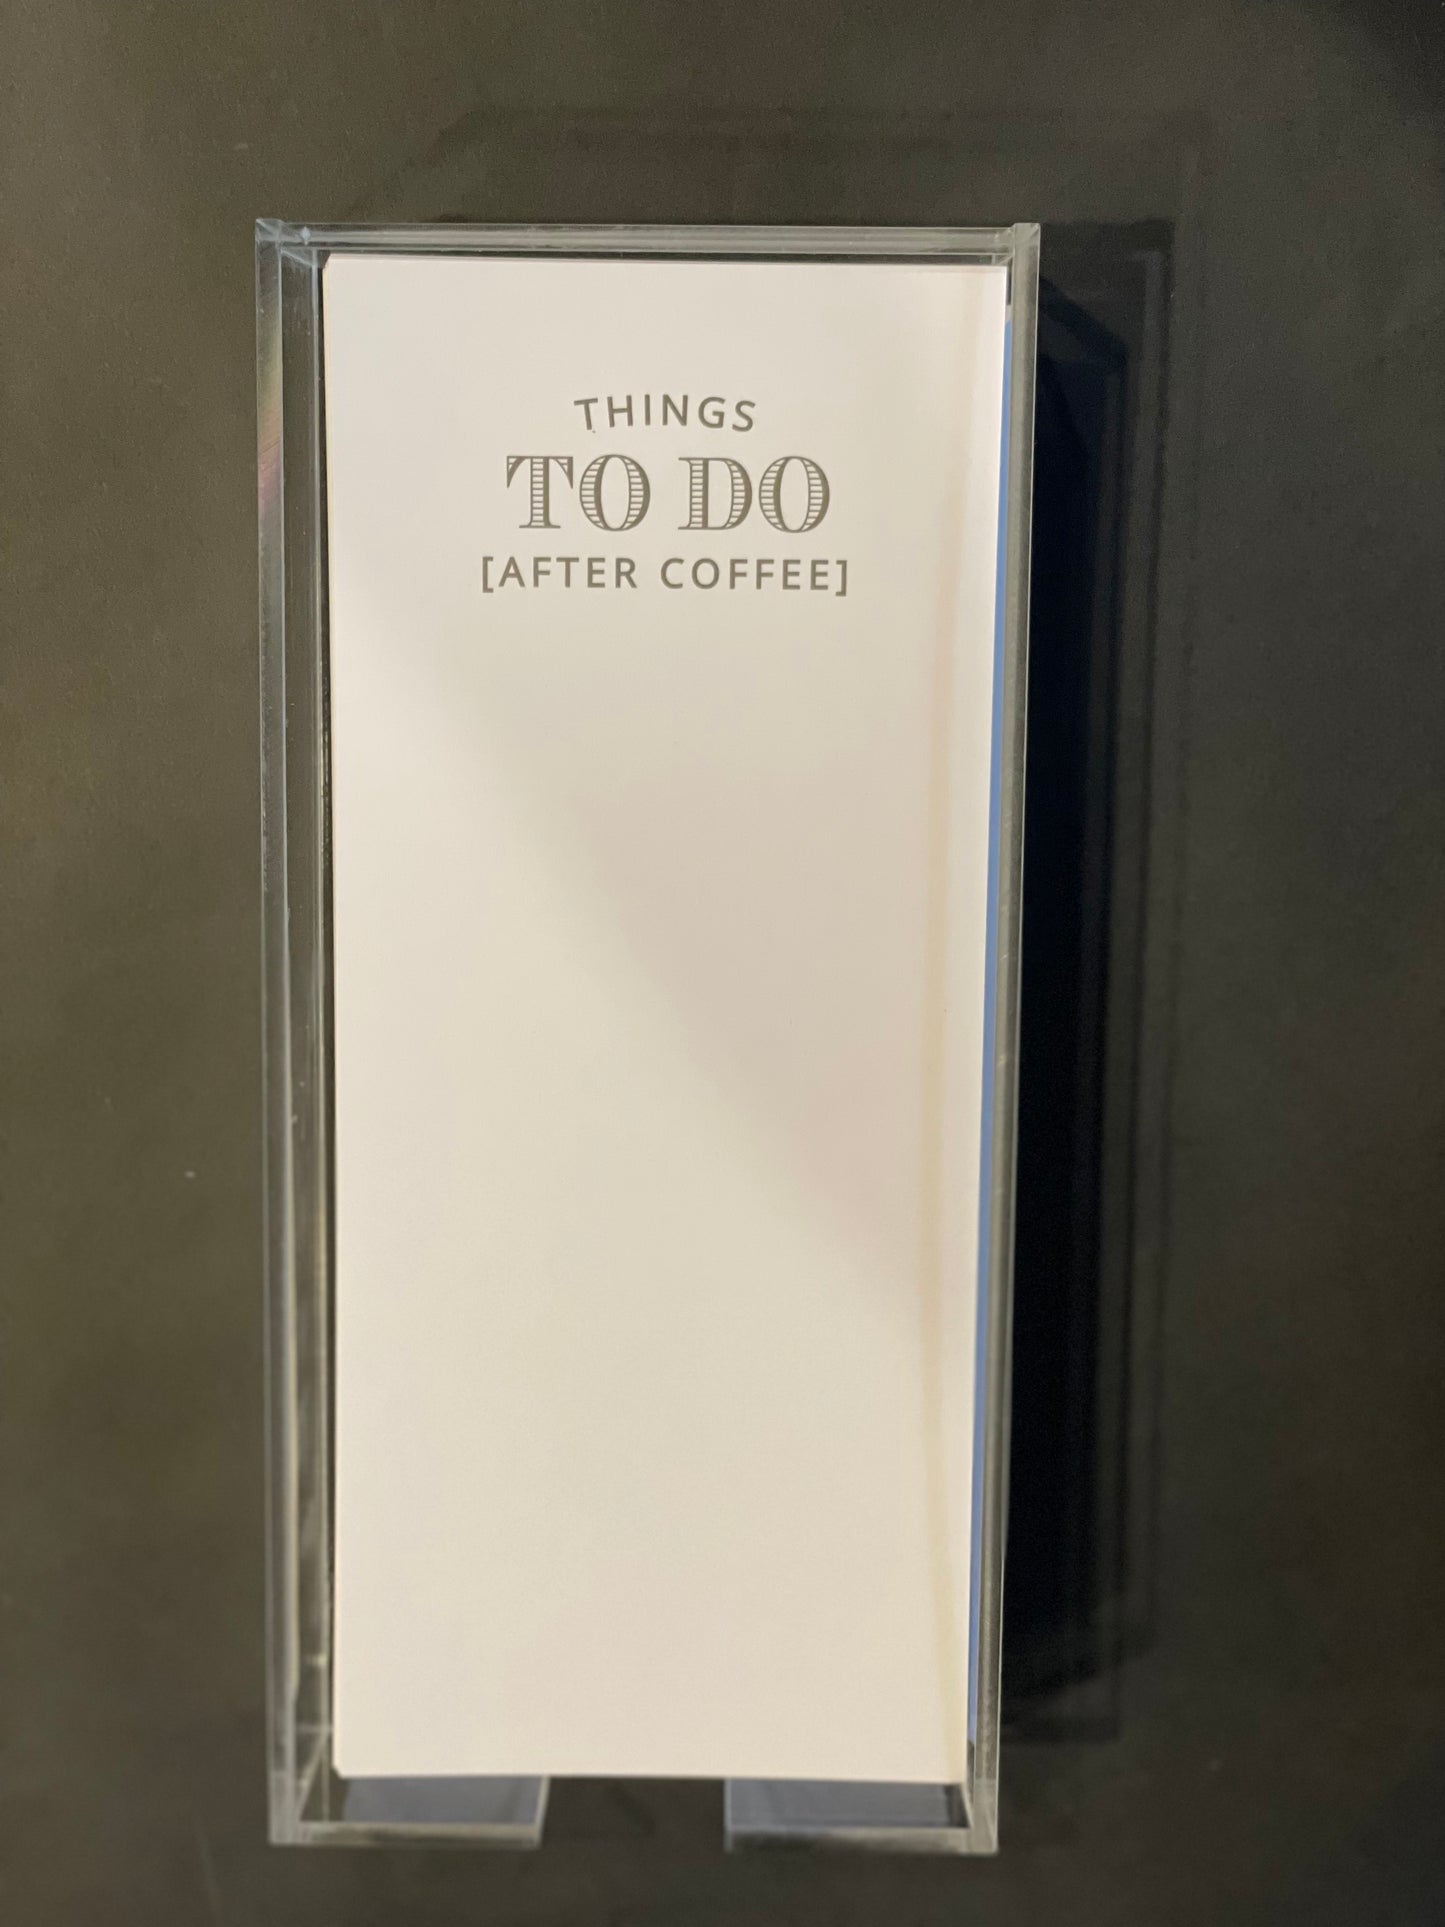 THINGS
TO DO
[AFTER COFFEE]